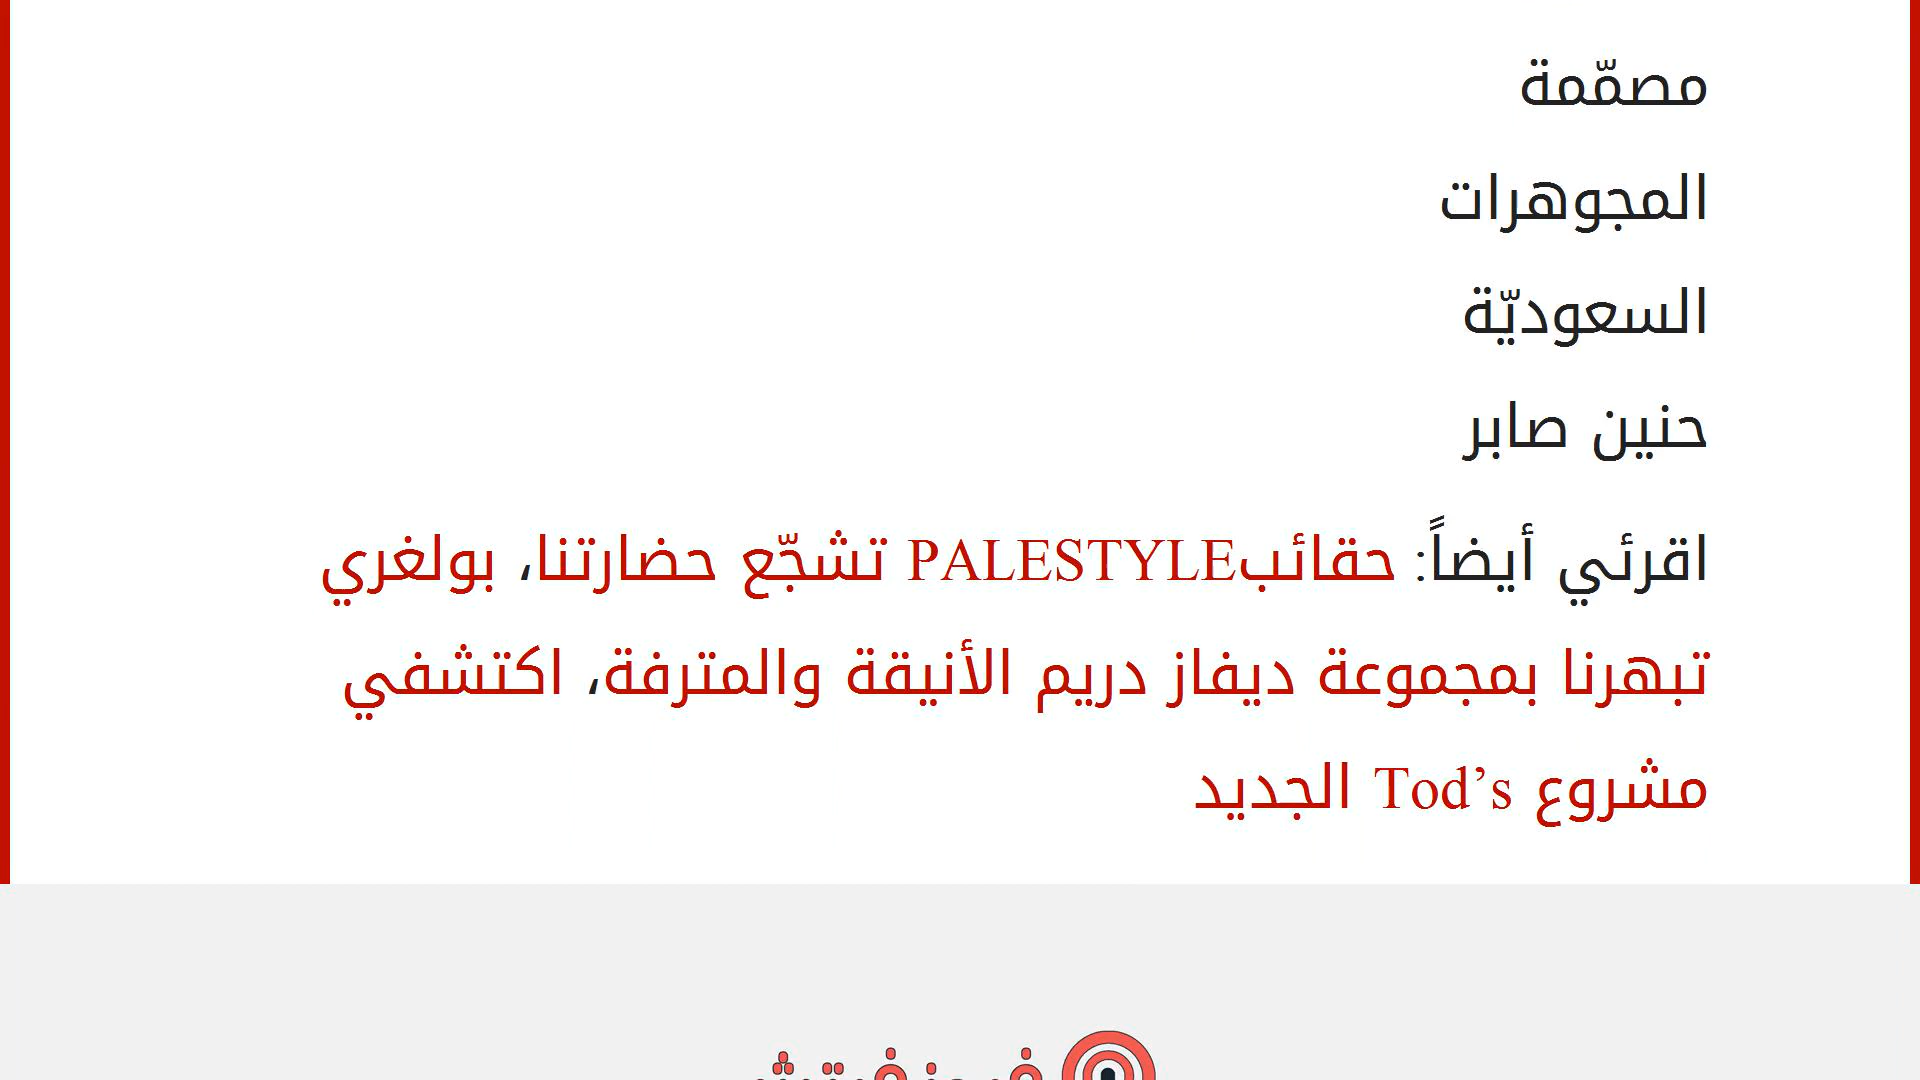 مصمّمة
المجوهرات
السعوديّة
حنين صابر
اقرئي أيضاً: حقائبPALESTYLE تشجّع حضارتنا، بولغري
تبهرنا بمجموعة ديفاز دريم الأنيقة والمترفة، اكتشفي
مشروع Tod’s الجديد